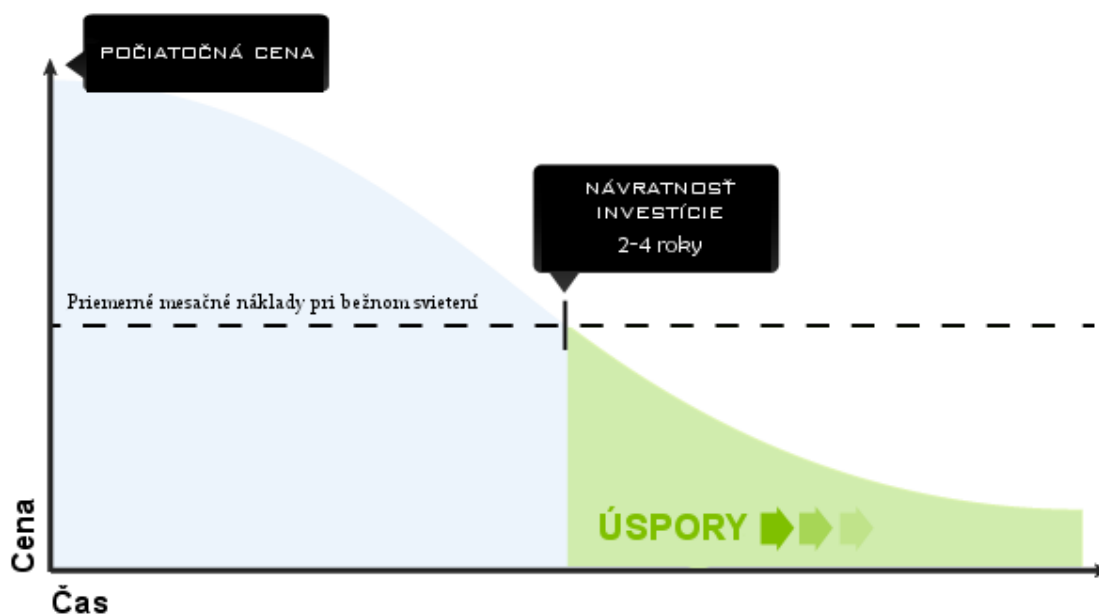 POČIATOČNÁ CENA
NÁVRATNOSŤ
INVESTÍCIE
2-4 roky
Priemerné mesačné náklady pri bežnom svietení
ÚSPORY
Cena
Čas